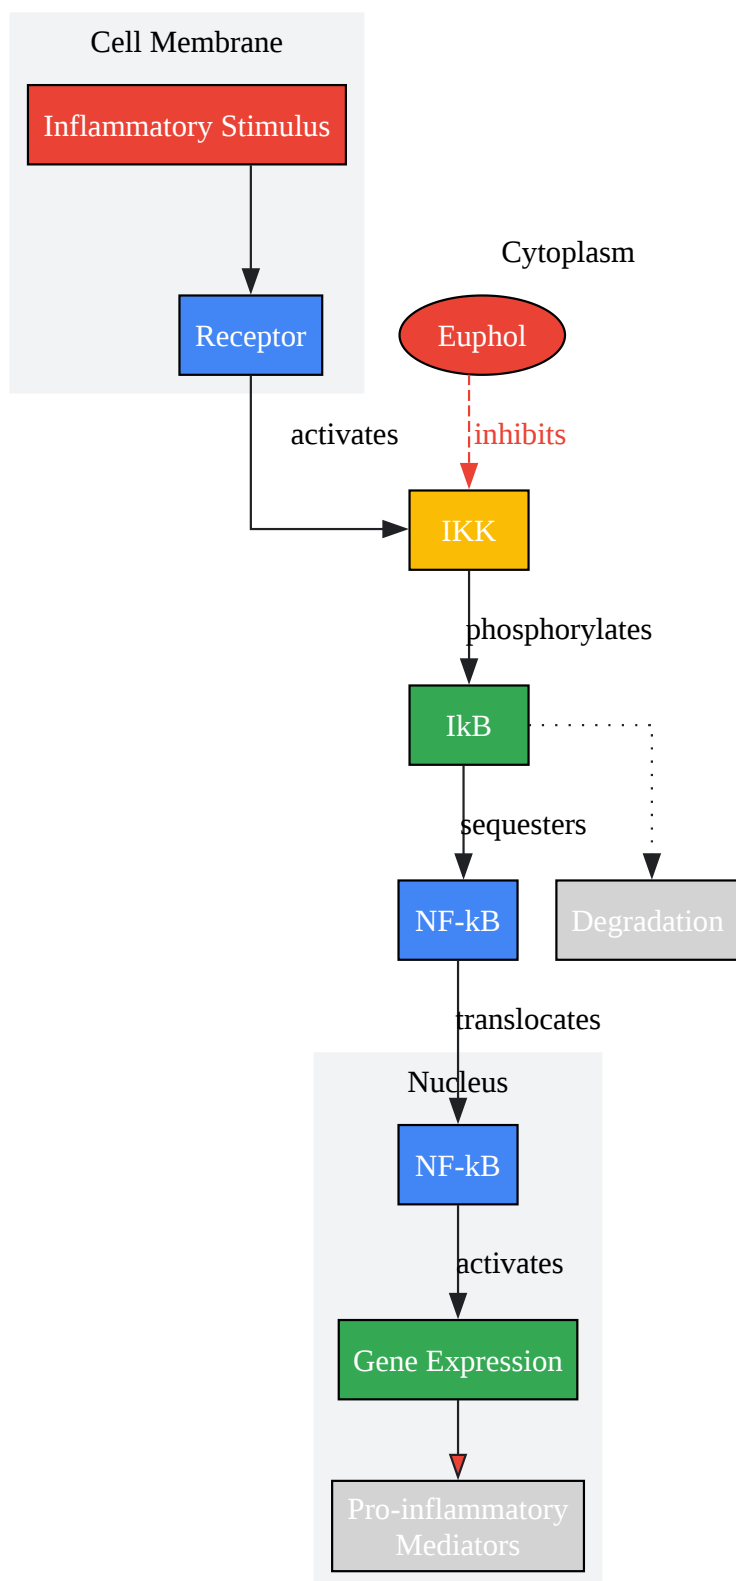 Cell Membrane
Inflammatory Stimulus
Cytoplasm
Receptor
Euphol
activates
inhibits
IKK
phosphorylates
IkB
sequesters
NF-kB
Degradation
translocates
Nucleus
NF-kB
activates
Gene Expression
Pro-inflammatory
Mediators